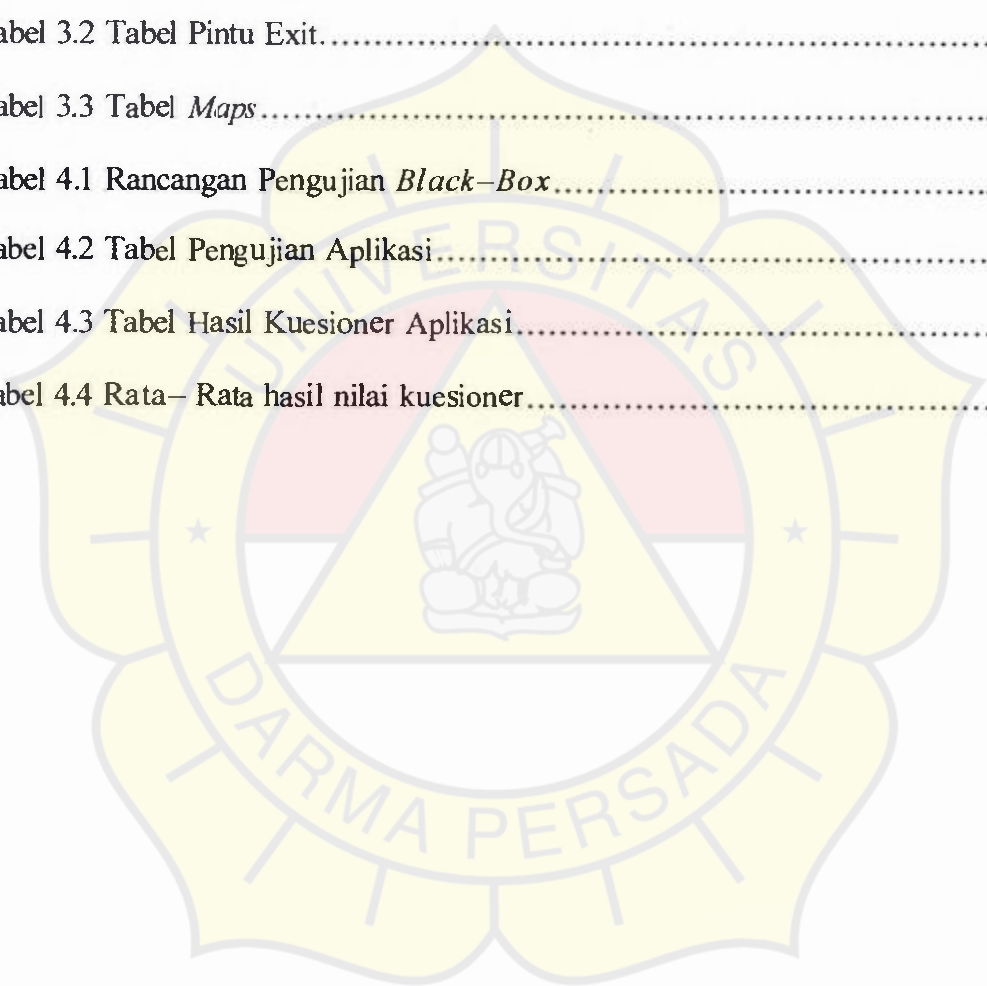 abel 3.2 Tabel Pintu Exit.
abel 3.3 Tabel Maps
abel 4.1 Rancangan Pengujian Black–Box
abel 4.2 Tabel Pengujian Aplikasi
abel 4.3 Tabel Hasil Kuesioner Aplikasi
abel 4.4 Rata– Rata hasil nilai kuesioner
UNIVERSITAS
DARMA PERSADA